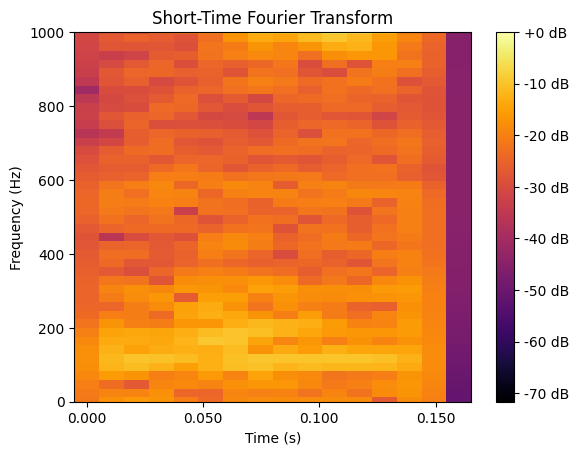 Short-Time Fourier Transform
1000
800
600
400
200
0
Frequency (Hz)
0.000
0.050
0.100
0.150
Time (s)
+0 dB
-10 dB
-20 dB
-30 dB
-40 dB
-50 dB
-60 dB
-70 dB